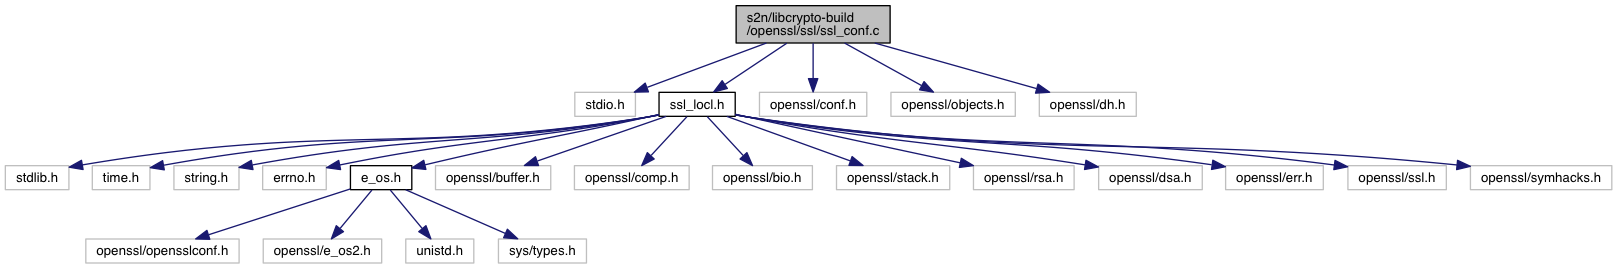 s2n/libcrypto-build
/openssl/ssl/ssl_conf.c
stdio.h
ssl_locl.h
openssl/conf.h
openssl/objects.h
openssl/dh.h
stdlib.h
time.h
string.h
errno.h
e_os.h
openssl/buffer.h
openssl/comp.h
openssl/bio.h
openssl/stack.h
openssl/rsa.h
openssl/dsa.h
openssl/err.h
openssl/ssl.h
openssl/symhacks.h
openssl/opensslconf.h
openssl/e_os2.h
unistd.h
sys/types.h